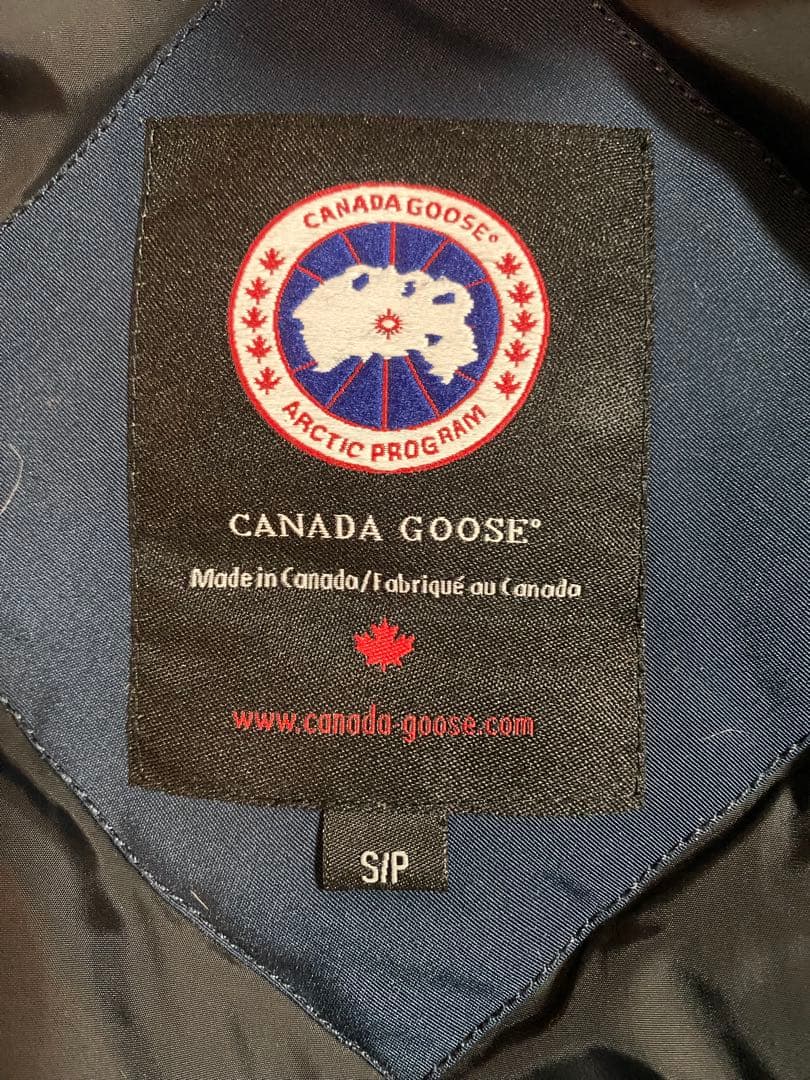 CANADA GOOSE®
ARCTIC PROGRAM
CANADA GOOSE®
Made in Canada/Fabriqué au Canada
www.canada-goose.com
S/P